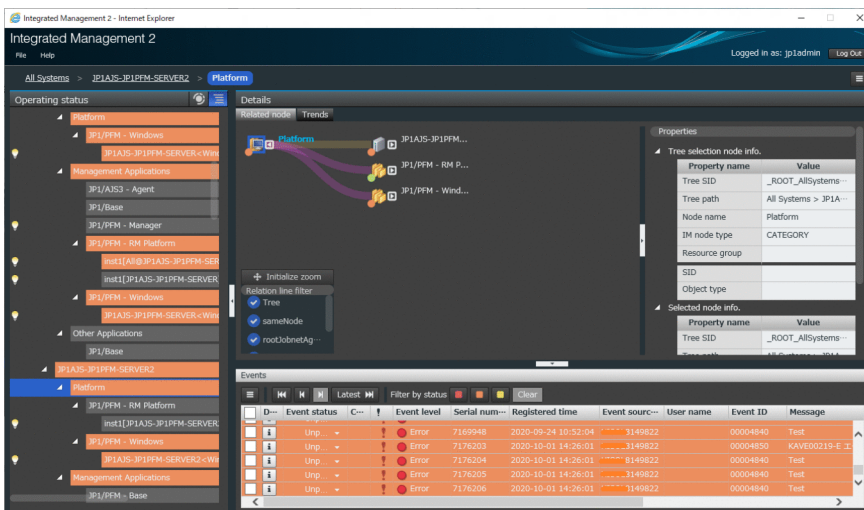 Integrated Management 2 - Internet Explorer
Integrated Management 2
File Help
Logged in as: jp1admin Log Out
All Systems > JP1AJS-JP1PFM-SERVER2 > Platform
Operating status
Platform
JP1/PFM - Windows
JP1AJS-JP1PFM-SERVER<Wind
Management Applications
JP1/AJS3 - Agent
JP1/Base
JP1/PFM - Manager
JP1/PFM - RM Platform
inst1[All@JP1AJS-JP1PFM-SER
inst1[JP1AJS-JP1PFM-SERVER
JP1/PFM - Windows
JP1AJS-JP1PFM-SERVER<Wind
Other Applications
JP1/Base
JP1AJS-JP1PFM-SERVER2
Platform
JP1/PFM - RM Platform
inst1[JP1AJS-JP1PFM-SERVER
JP1/PFM - Windows
JP1AJS-JP1PFM-SERVER2<Wi
Management Applications
JP1/PFM - Base
Details
Related node Trends
Platform
JP1AJS-JP1PFM...
JP1/PFM - RM P...
JP1/PFM - Wind...
Initialize zoom
Relation line filter
Tree
sameNode
rootJobnetAg…
Properties
Tree selection node info.
Property name Value
Tree SID _ROOT_AllSystems…
Tree path All Systems > JP1A…
Node name Platform
IM node type CATEGORY
Resource group
SID
Object type
Selected node info.
Property name Value
Tree SID _ROOT_AllSystems…
Events
Latest Filter by status Clear
D… Event status C… ! Event level Serial num… Registered time Event sourc… User name Event ID Message
i Unp... Error 7169948 2020-09-24 10:52:04 3149822 00004840 Test
i Unp... Error 7176203 2020-10-01 14:26:01 3149822 00004850 KAVE00219-E エ
i Unp... Error 7176204 2020-10-01 14:26:01 8149822 00004840 Test
i Unp... Error 7176205 2020-10-01 14:26:01 3149822 00004840 Test
i Unp... Error 7176206 2020-10-01 14:26:01 3149822 00004840 Test